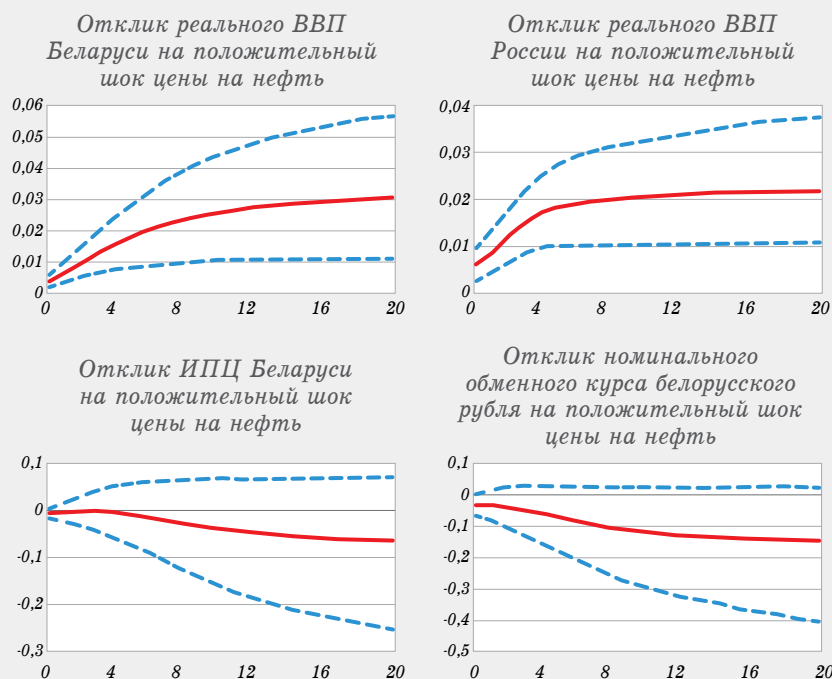 Отклик реального ВВП
Беларуси на положительный
шок цены на нефть
0,06
0,05
0,04
0,03
0,02
0,01
0
0 4 8 12 16 20
Отклик реального ВВП
России на положительный
шок цены на нефть
0,04
0,03
0,02
0,01
0
0 4 8 12 16 20
Отклик ИПЦ Беларуси
на положительный шок
цены на нефть
0,1
0
-0,1
-0,2
-0,3
0 4 8 12 16 20
Отклик номинального
обменного курса белорусского
рубля на положительный шок
цены на нефть
0,1
0
-0,1
-0,2
-0,3
-0,4
-0,5
0 4 8 12 16 20